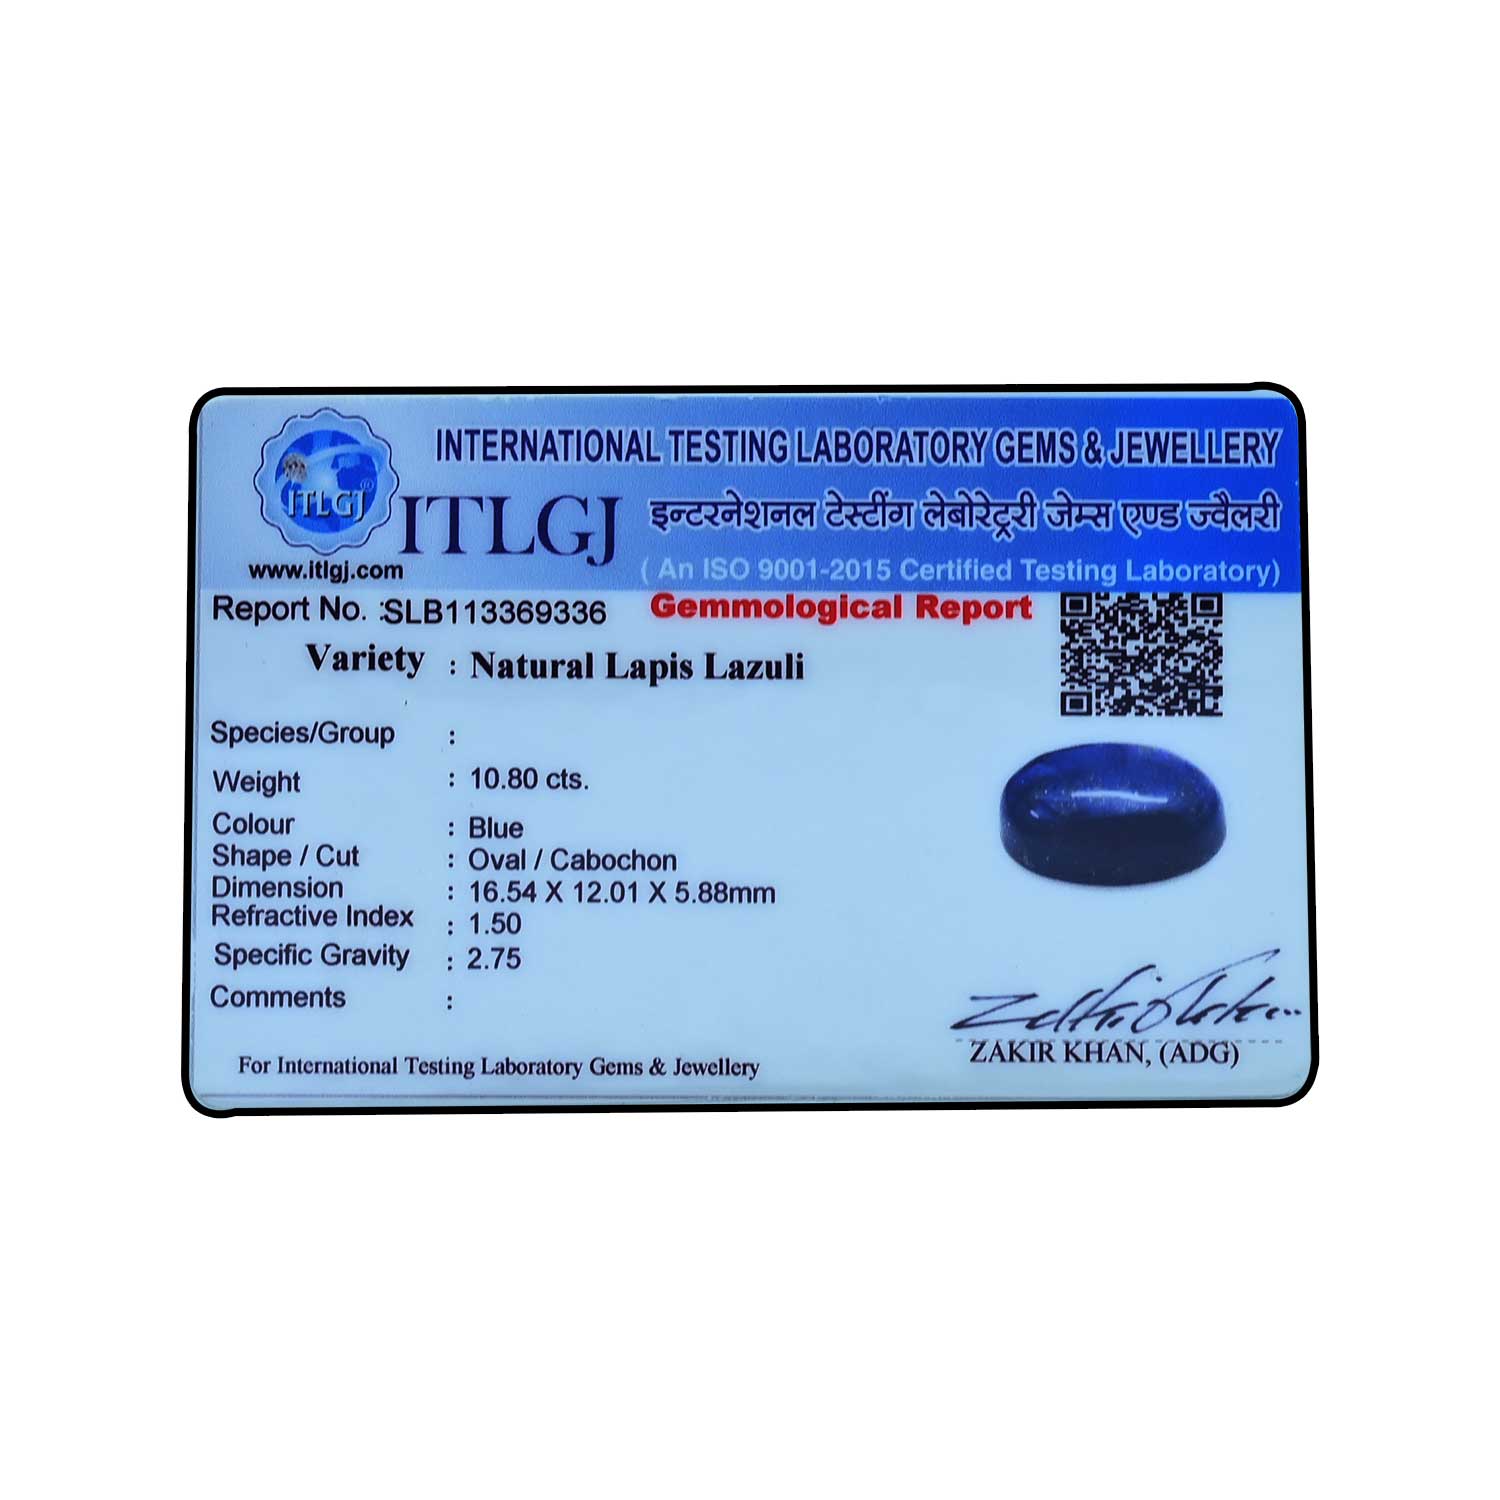 INTERNATIONAL TESTING LABORATORY GEMS & JEWELLERY
ITLGJ®
ITLGJ
इन्टरनेशनल टेस्टींग लेबोरेट्ररी जेम्स एण्ड ज्वैलरी
www.itlgj.com
( An ISO 9001-2015 Certified Testing Laboratory)
Report No. :SLB113369336
Gemmological Report
Variety : Natural Lapis Lazuli
Species/Group :
Weight : 10.80 cts.
Colour : Blue
Shape / Cut : Oval / Cabochon
Dimension : 16.54 X 12.01 X 5.88mm
Refractive Index : 1.50
Specific Gravity : 2.75
Comments :
ZAKIR KHAN, (ADG)
For International Testing Laboratory Gems & Jewellery